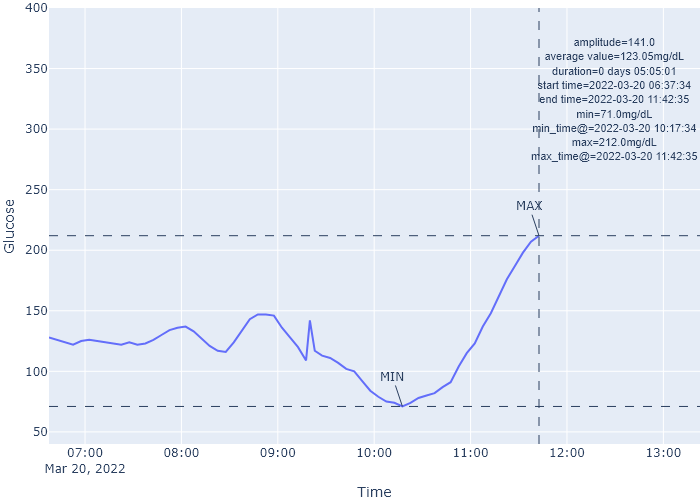 400
350
300
250
200
150
100
50
Glucose
amplitude=141.0
average value=123.05mg/dL
duration=0 days 05:05:01
start time=2022-03-20 06:37:34
end time=2022-03-20 11:42:35
min=71.0mg/dL
min_time@=2022-03-20 10:17:34
max=212.0mg/dL
max_time@=2022-03-20 11:42:35
MAX
MIN
07:00 08:00 09:00 10:00 11:00 12:00 13:00
Mar 20, 2022
Time